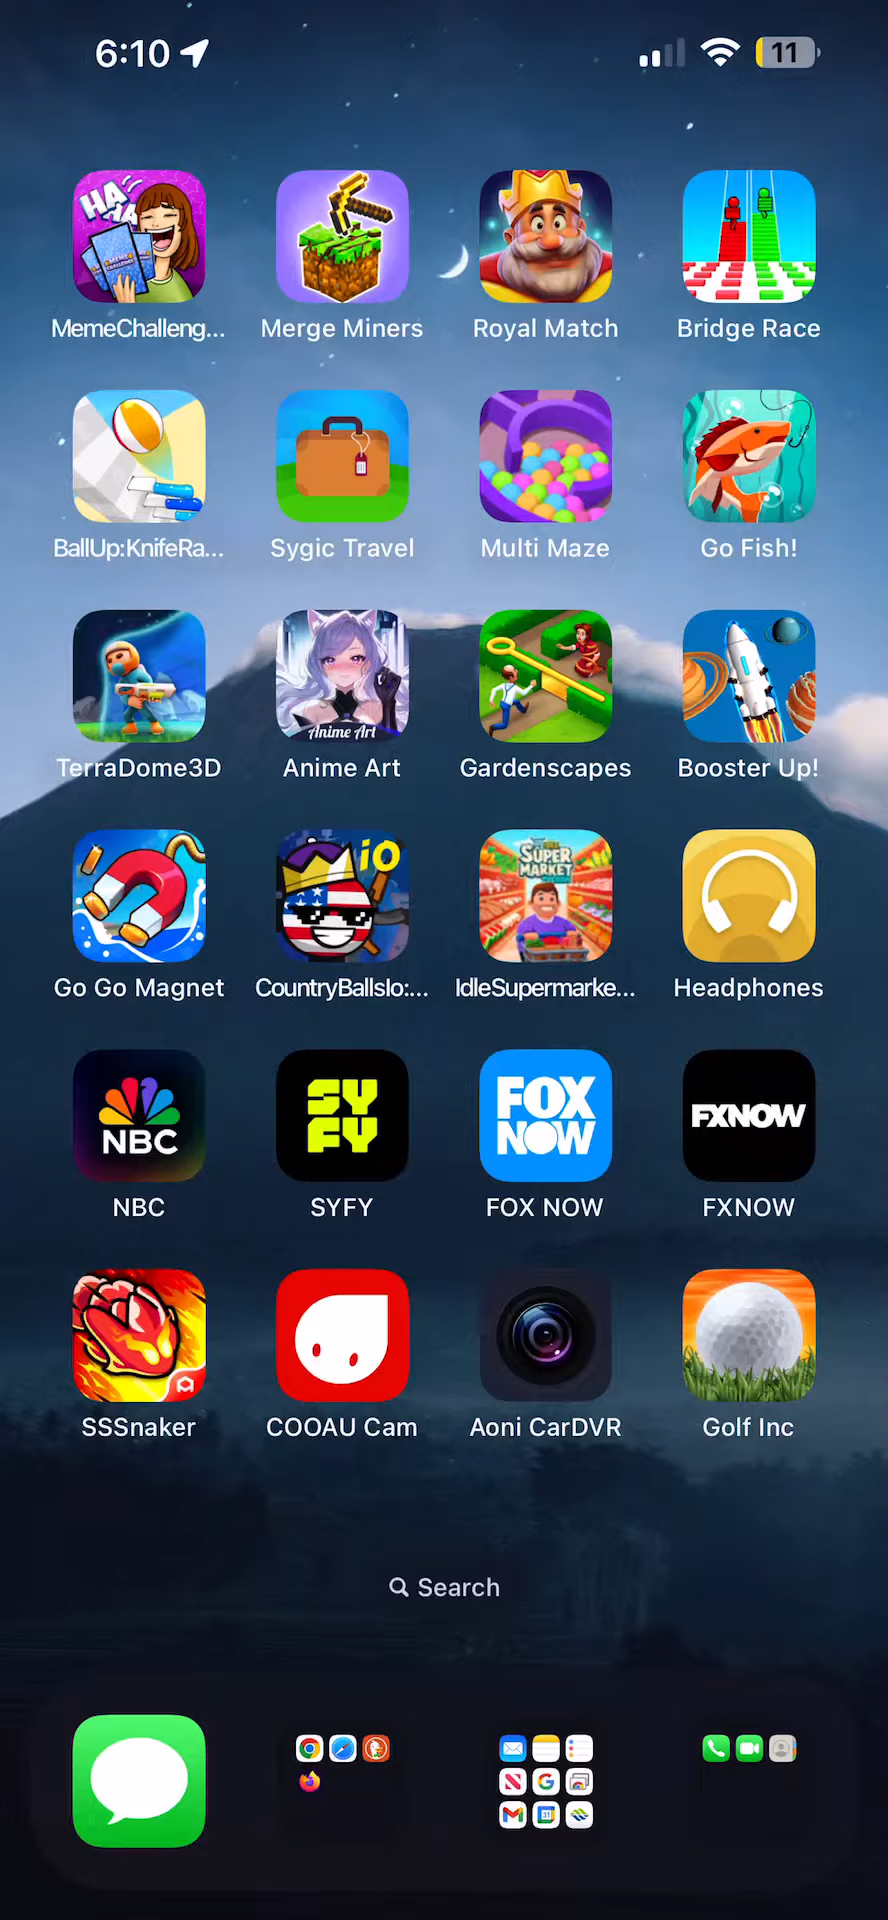 6:10
11
HA
HA
MemeChalleng...
Merge Miners
Royal Match
Bridge Race
BallUp:KnifeRa...
Sygic Travel
Multi Maze
Go Fish!
Anime Art
TerraDome3D
Anime Art
Gardenscapes
Booster Up!
iO
SUPER
MARKET
Go Go Magnet
CountryBallsIo:...
IdleSupermarke...
Headphones
NBC
SY
FY
FOX
NOW
FXNOW
NBC
SYFY
FOX NOW
FXNOW
SSSnaker
COOAU Cam
Aoni CarDVR
Golf Inc
Search
31